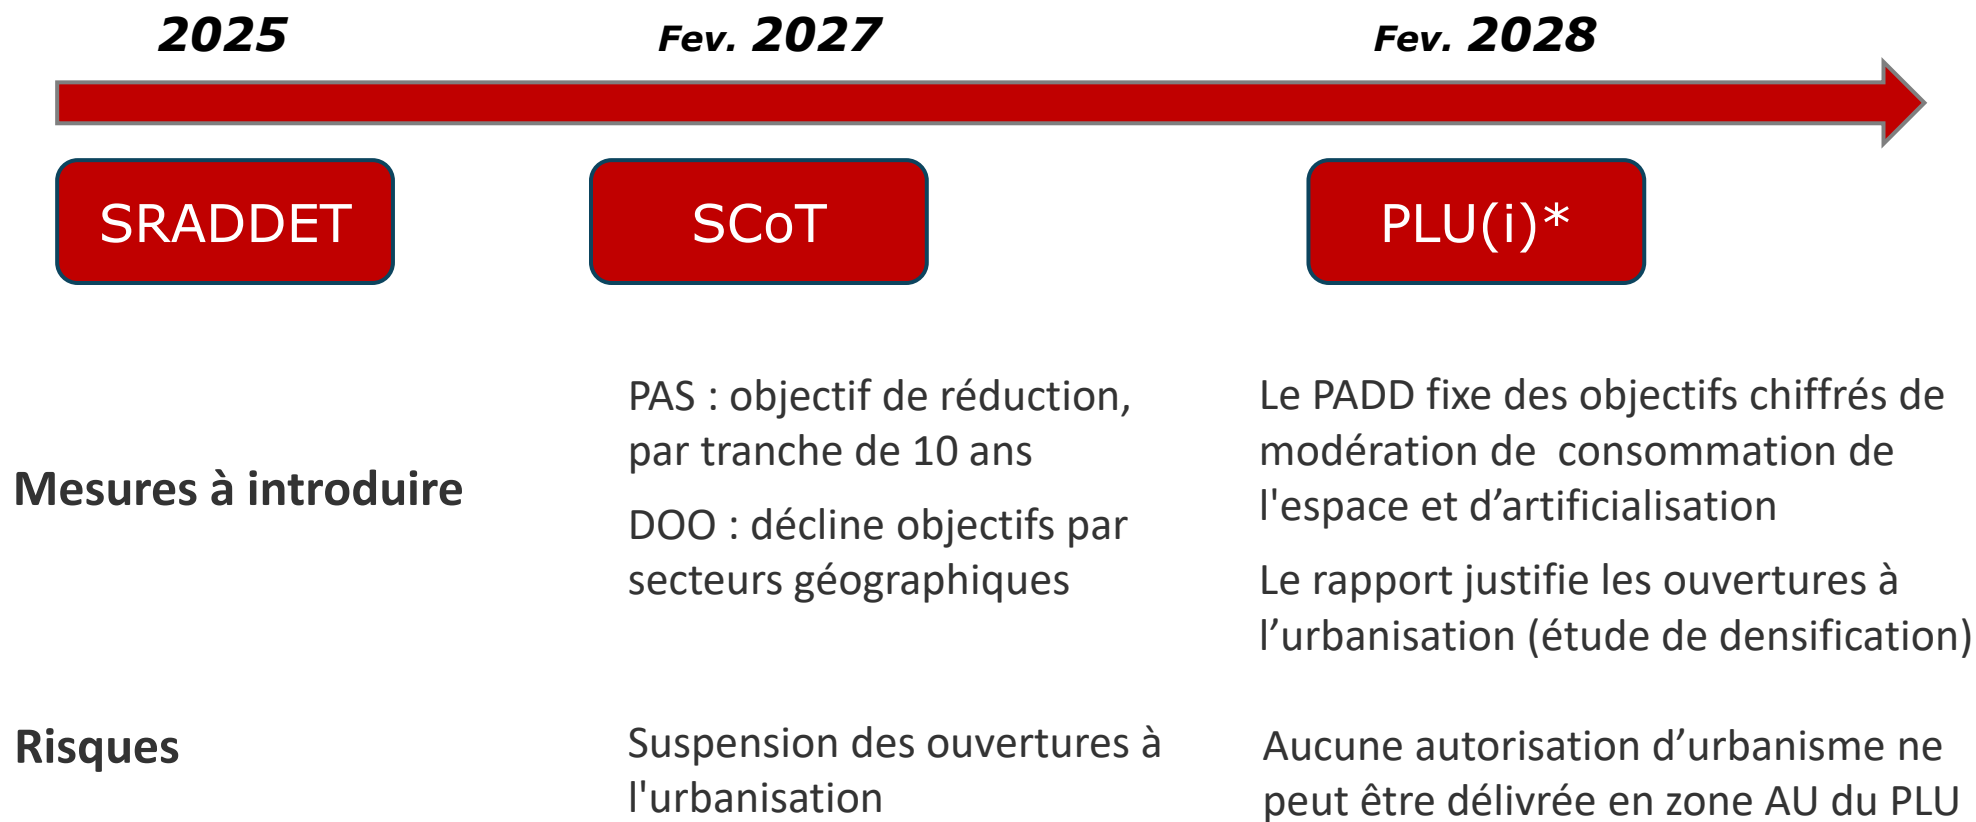 2025
Fev. 2027
Fev. 2028
SRADDET
SCoT
PLU(i)*
Mesures à introduire
PAS : objectif de réduction,
par tranche de 10 ans
DOO : décline objectifs par
secteurs géographiques
Le PADD fixe des objectifs chiffrés de
modération de  consommation de
l'espace et d’artificialisation
Le rapport justifie les ouvertures à
l’urbanisation (étude de densification)
Risques
Suspension des ouvertures à
l'urbanisation
Aucune autorisation d’urbanisme ne
peut être délivrée en zone AU du PLU